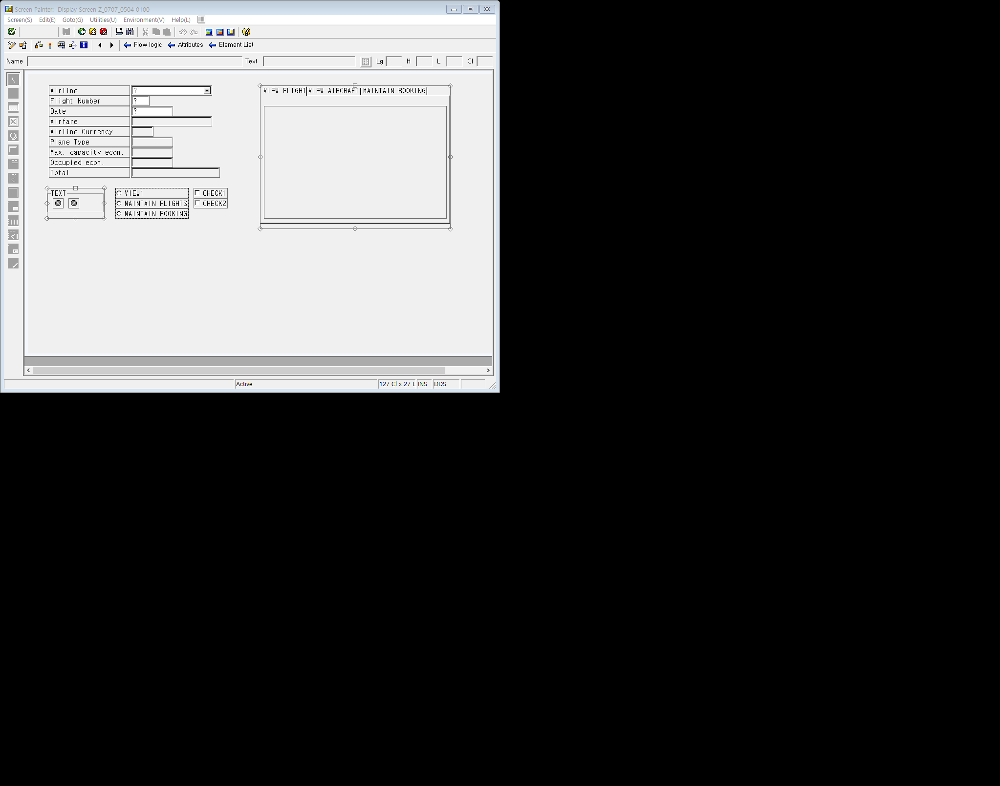 Screen Painter: Display Screen Z_0707_0504 0100
Screen(S) Edit(E) Goto(G) Utilities(U) Environment(V) Help(L)
Flow logic Attributes Element List
Name Text Lg H L Cl
Airline ?
Flight Number ?
Date ?
Airfare
Airline Currency
Plane Type
Max. capacity econ.
Occupied econ.
Total
VIEW FLIGHT VIEW AIRCRAFT MAINTAIN BOOKING
TEXT
VIEW1
MAINTAIN FLIGHTS
MAINTAIN BOOKING
CHECK1
CHECK2
Active 127 Cl x 27 L INS DDS